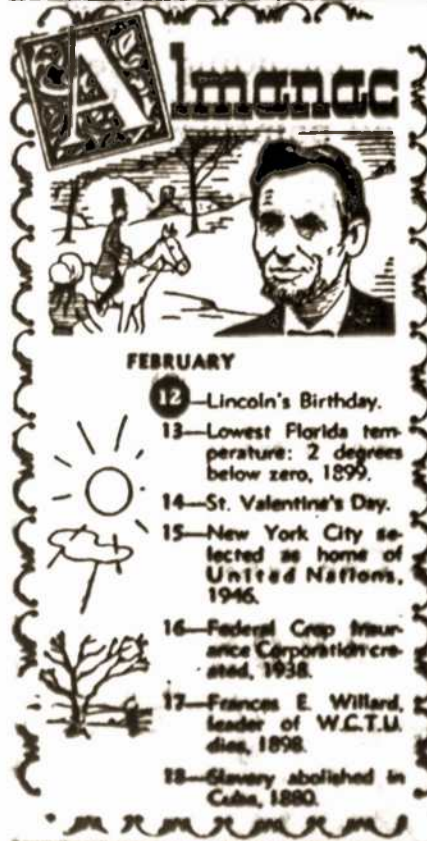 Almanac
FEBRUARY
12—Lincoln's Birthday.
13—Lowest Florida tem-
perature: 2 degrees
below zero, 1899.
14—St. Valentine's Day.
15—New York City se-
lected as home of
United Nations,
1946.
16—Federal Crop Insur-
ance Corporation cre-
ated, 1938.
17—Frances E. Willard,
leader of W.C.T.U.
dies, 1898.
18—Slavery abolished in
Cuba, 1880.